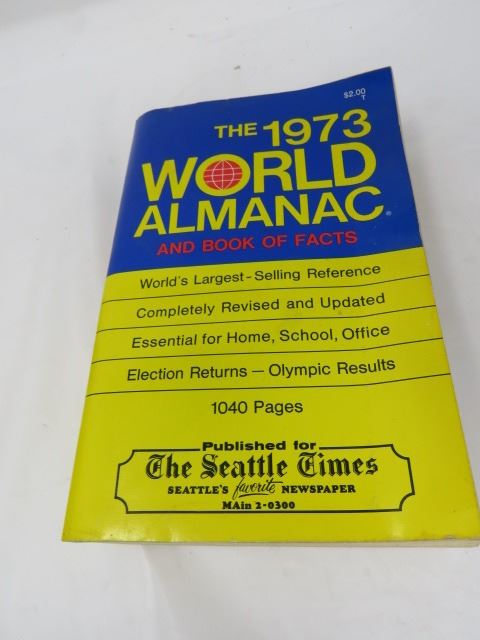 $2.00
T
THE 1973
WORLD
ALMANAC®
AND BOOK OF FACTS
World's Largest-Selling Reference
Completely Revised and Updated
Essential for Home, School, Office
Election Returns — Olympic Results
1040 Pages
Published for
The Seattle Times
SEATTLE'S favorite NEWSPAPER
MAin 2-0300